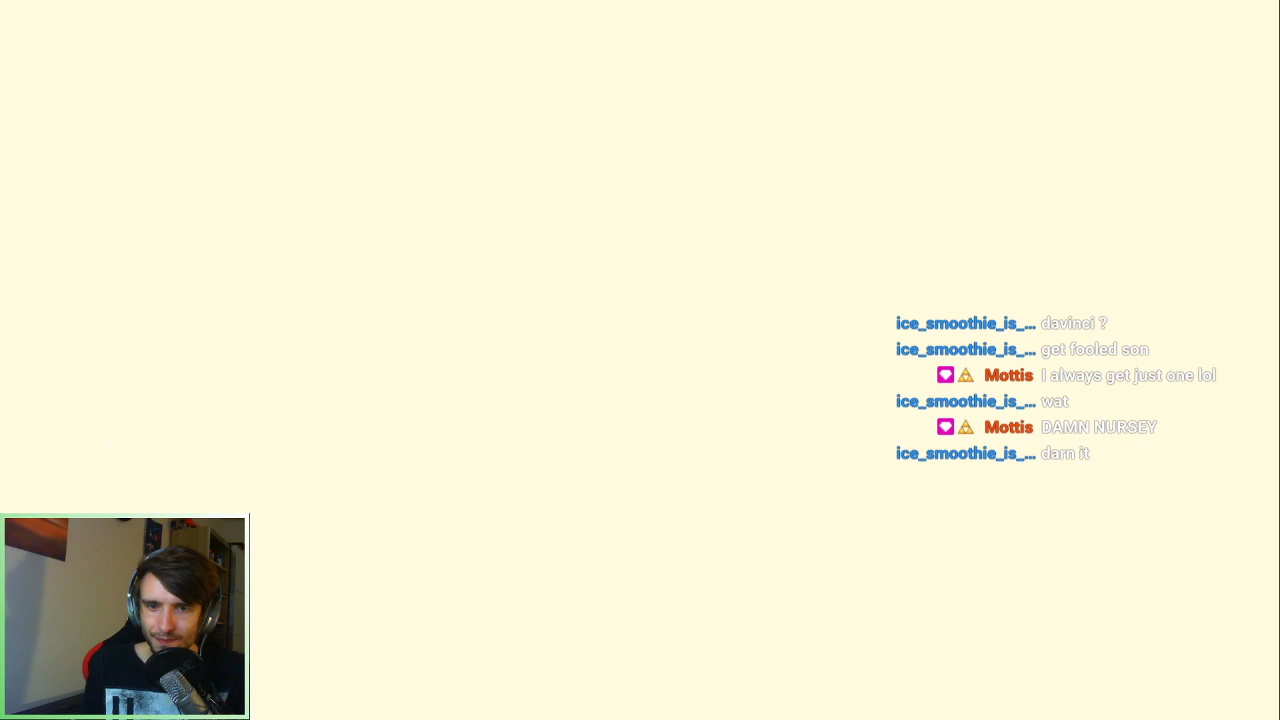 ice_smoothie_is_... davinci ?
ice_smoothie_is_... get fooled son
Mottis I always get just one lol
ice_smoothie_is_... wat
Mottis DAMN NURSEY
ice_smoothie_is_... darn it